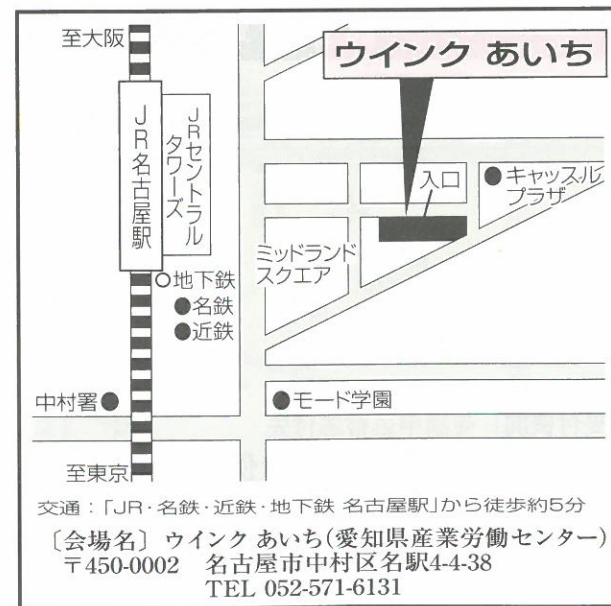 至大阪
ウインク あいち
JR名古屋駅
JRセントラル
タワーズ
入口
●キャッスル
プラザ
ミッドランド
スクエア
○地下鉄
●名鉄
●近鉄
中村署●
●モード学園
至東京
交通：「JR・名鉄・近鉄・地下鉄 名古屋駅」から徒歩約5分
〔会場名〕ウインク あいち(愛知県産業労働センター)
〒450-0002 名古屋市中村区名駅4-4-38
TEL 052-571-6131